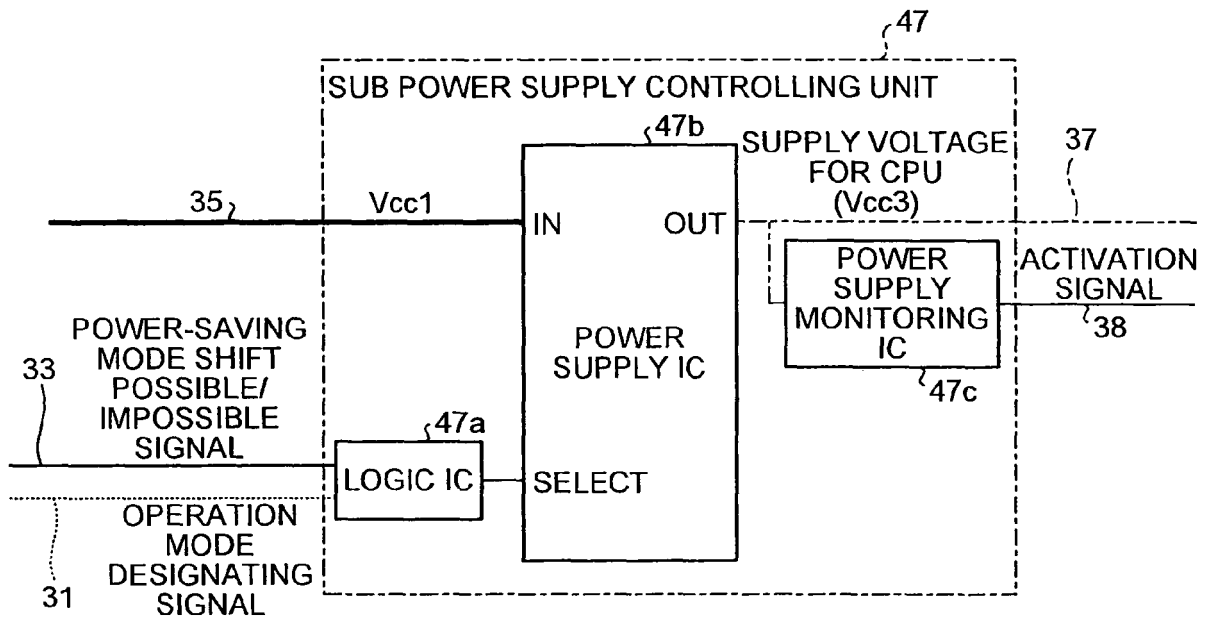 47
SUB POWER SUPPLY CONTROLLING UNIT
47b
SUPPLY VOLTAGE
FOR CPU
(Vcc3)
37
35
Vcc1
IN
OUT
POWER
SUPPLY
MONITORING
IC
47c
ACTIVATION
SIGNAL
38
POWER
SUPPLY IC
POWER-SAVING
MODE SHIFT
POSSIBLE/
IMPOSSIBLE
SIGNAL
33
47a
LOGIC IC
SELECT
OPERATION
MODE
DESIGNATING
SIGNAL
31